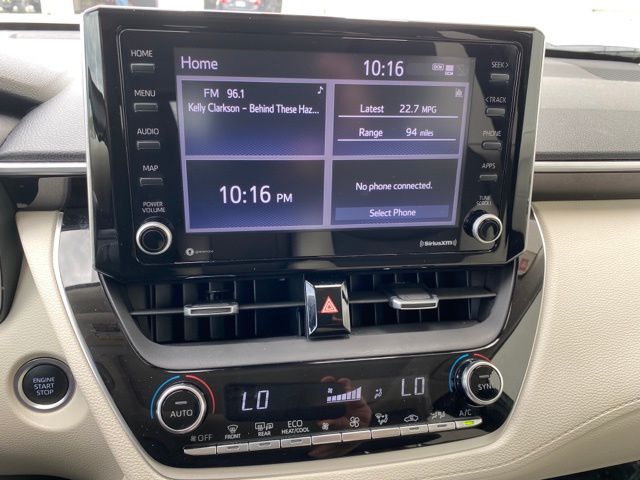 HOME
MENU
AUDIO
MAP
POWER
VOLUME
Home
10:16
DCM
FM 96.1
Kelly Clarkson - Behind These Haz...
Latest 22.7 MPG
Range 94 miles
10:16 PM
No phone connected.
Select Phone
SiriusXM
SEEK>
<TRACK
PHONE
APPS
TUNE
SCROLL
ENGINE
START
STOP
AUTO
OFF
LO
LO
SYNC
FRONT
REAR
ECO
HEAT/COOL
A/C